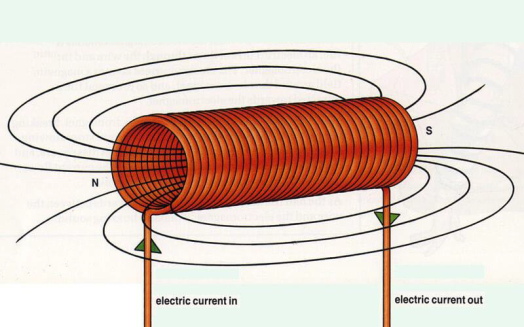 S
N
electric current in
electric current out